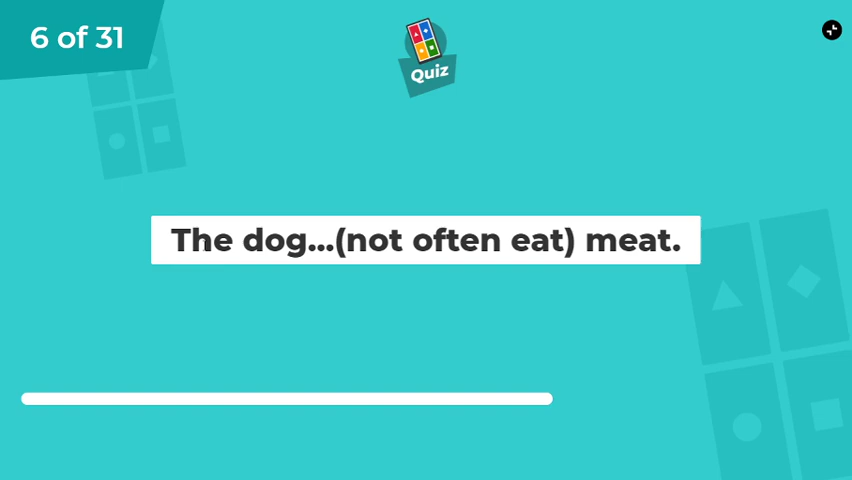 6 of 31
Quiz
The dog...(not often eat) meat.